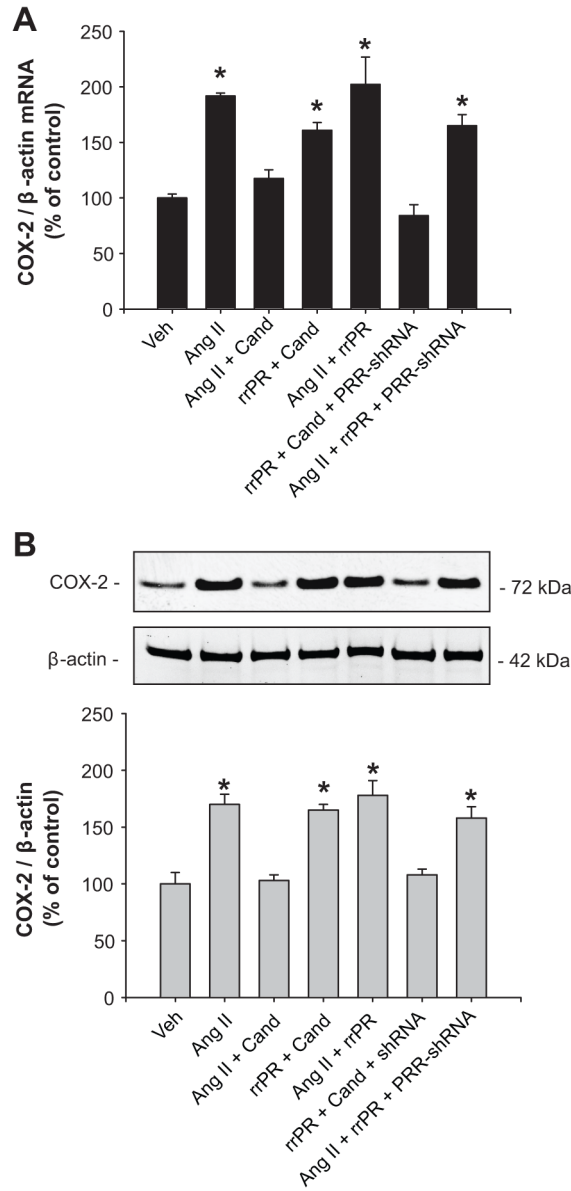 A
COX-2 / β-actin mRNA
(% of control)
250
200
150
100
50
0
*
*
*
*
Veh
Ang II
Ang II + Cand
rrPR + Cand
Ang II + rrPR
rrPR + Cand + PRR-shRNA
Ang II + rrPR + PRR-shRNA
B
COX-2 -
- 72 kDa
β-actin -
- 42 kDa
COX-2 / β-actin
(% of control)
250
200
150
100
50
0
*
*
*
*
Veh
Ang II
Ang II + Cand
rrPR + Cand
Ang II + rrPR
rrPR + Cand + shRNA
Ang II + rrPR + PRR-shRNA